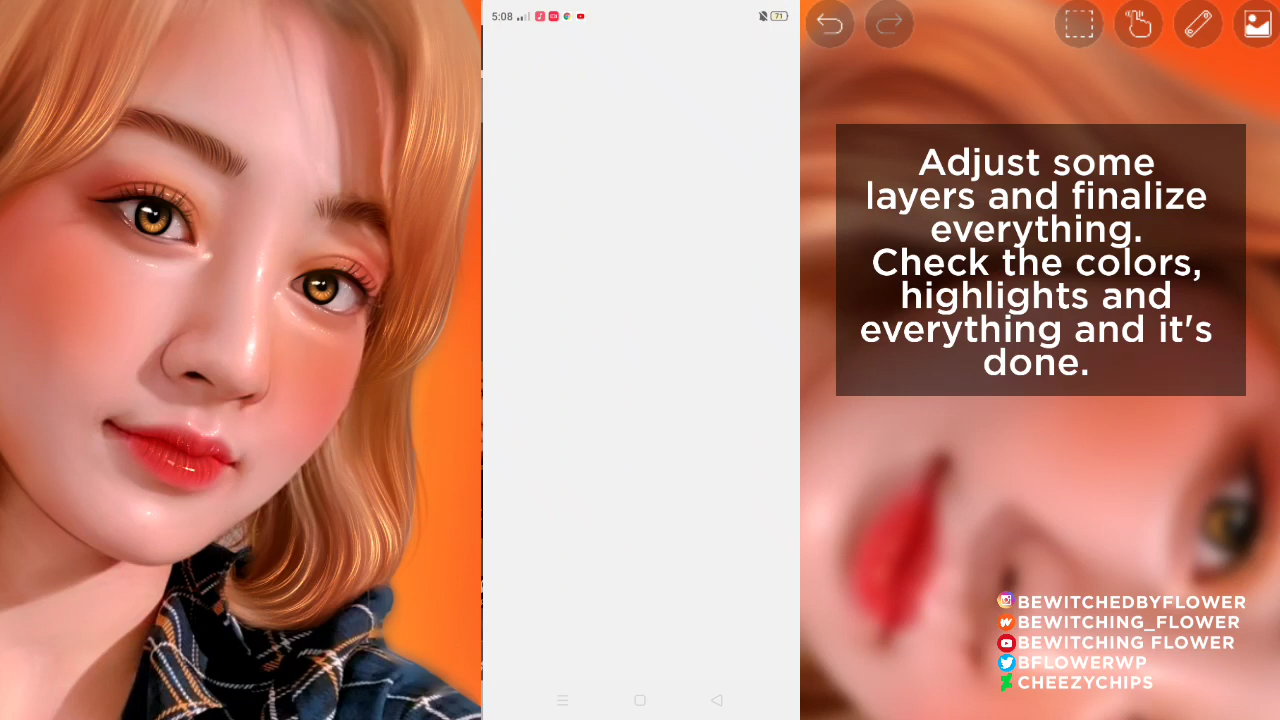 5:08
71
Adjust some
layers and finalize
everything.
Check the colors,
highlights and
everything and it's
done.
BEWITCHEDBYFLOWER
BEWITCHING_FLOWER
BEWITCHING FLOWER
BFLOWERWP
CHEEZYCHIPS